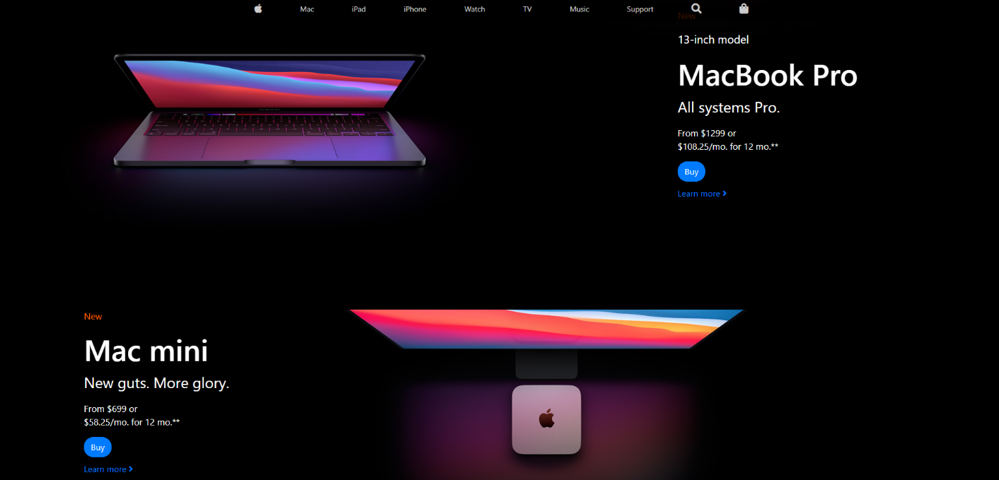 Mac iPad iPhone Watch TV Music Support
New
13-inch model
MacBook Pro
All systems Pro.
From $1299 or
$108.25/mo. for 12 mo.**
Buy
Learn more
New
Mac mini
New guts. More glory.
From $699 or
$58.25/mo. for 12 mo.**
Buy
Learn more